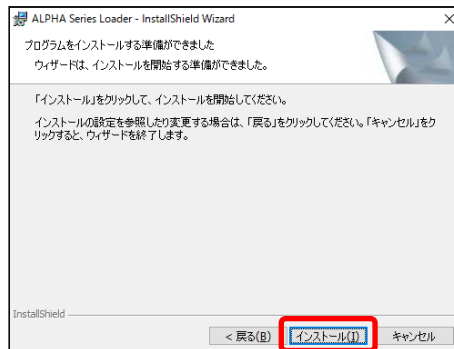 ALPHA Series Loader - InstallShield Wizard
プログラムをインストールする準備ができました
ウィザードは、インストールを開始する準備ができました。
「インストール」をクリックして、インストールを開始してください。
インストールの設定を参照したり変更する場合は、「戻る」をクリックしてください。「キャンセル」をク
リックすると、ウィザードを終了します。
InstallShield
< 戻る(B)
インストール(I)
キャンセル